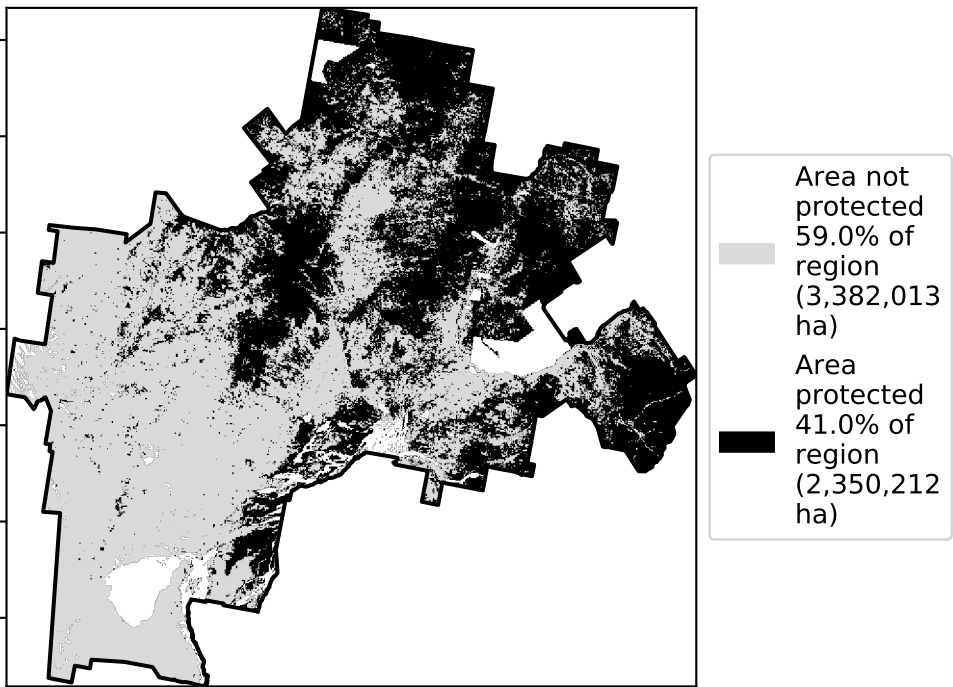 Area not
protected
59.0% of
region
(3,382,013
ha)
Area
protected
41.0% of
region
(2,350,212
ha)